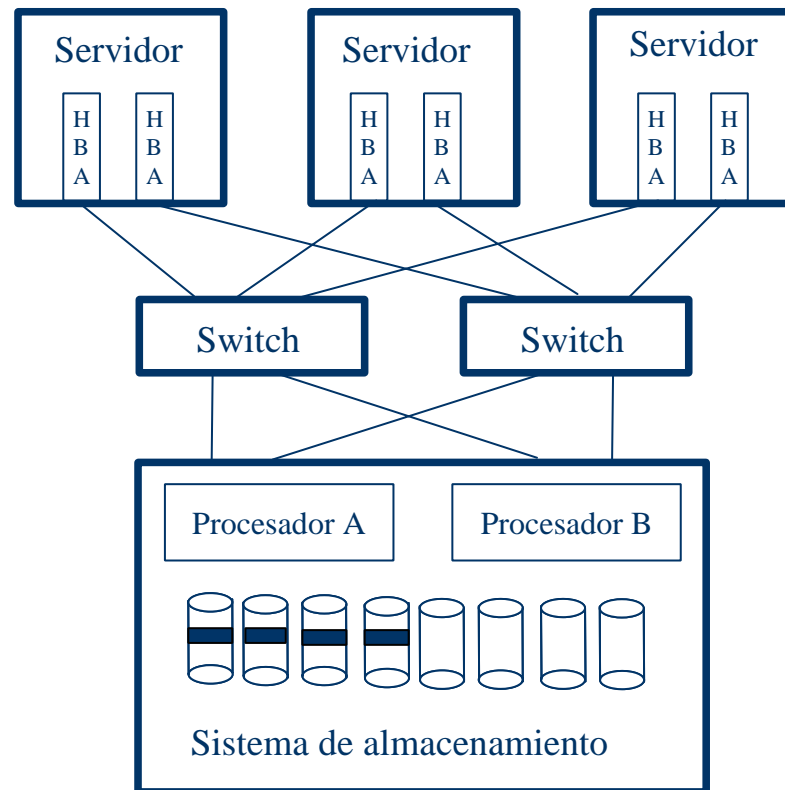 Servidor
Servidor
Servidor
H
B
A
H
B
A
H
B
A
H
B
A
H
B
A
H
B
A
Switch
Switch
Procesador A
Procesador B
Sistema de almacenamiento